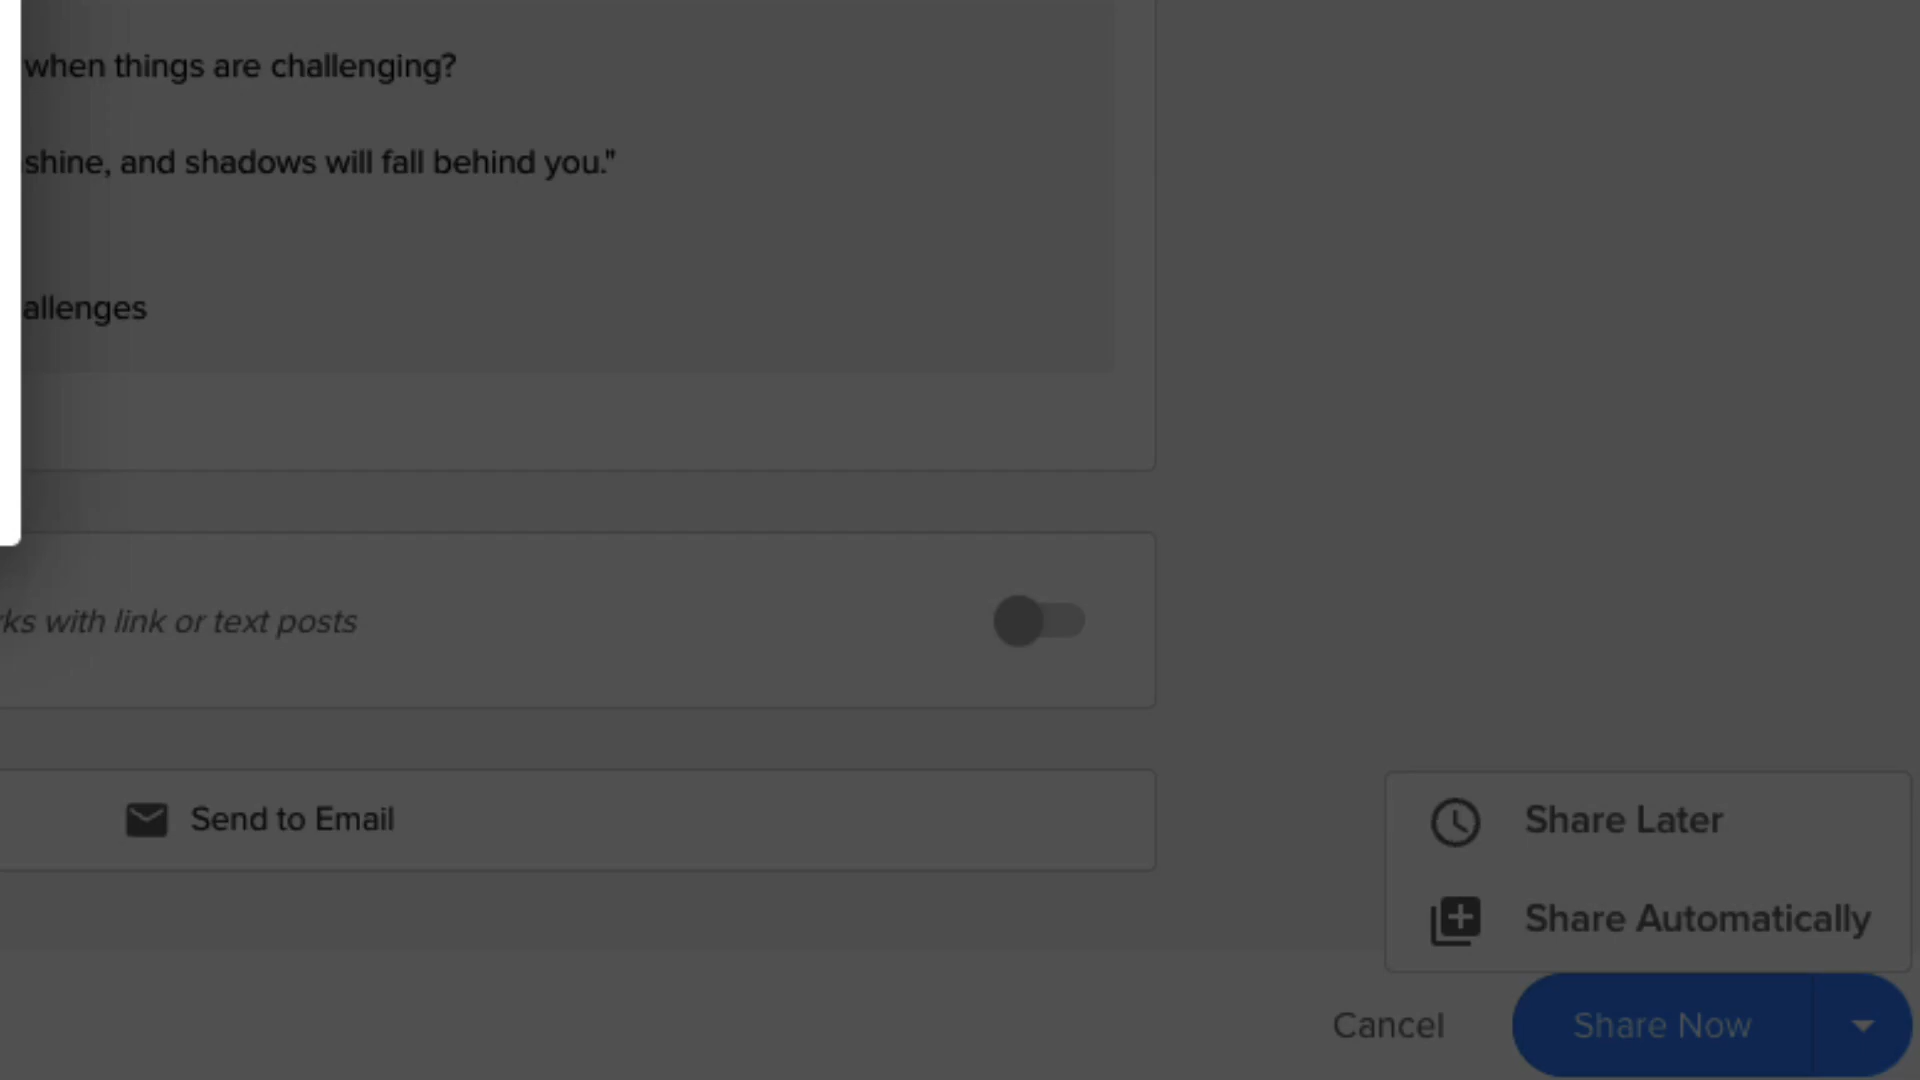 when things are challenging?
shine, and shadows will fall behind you."
allenges
ks with link or text posts
Send to Email
Share Later
Share Automatically
Cancel
Share Now